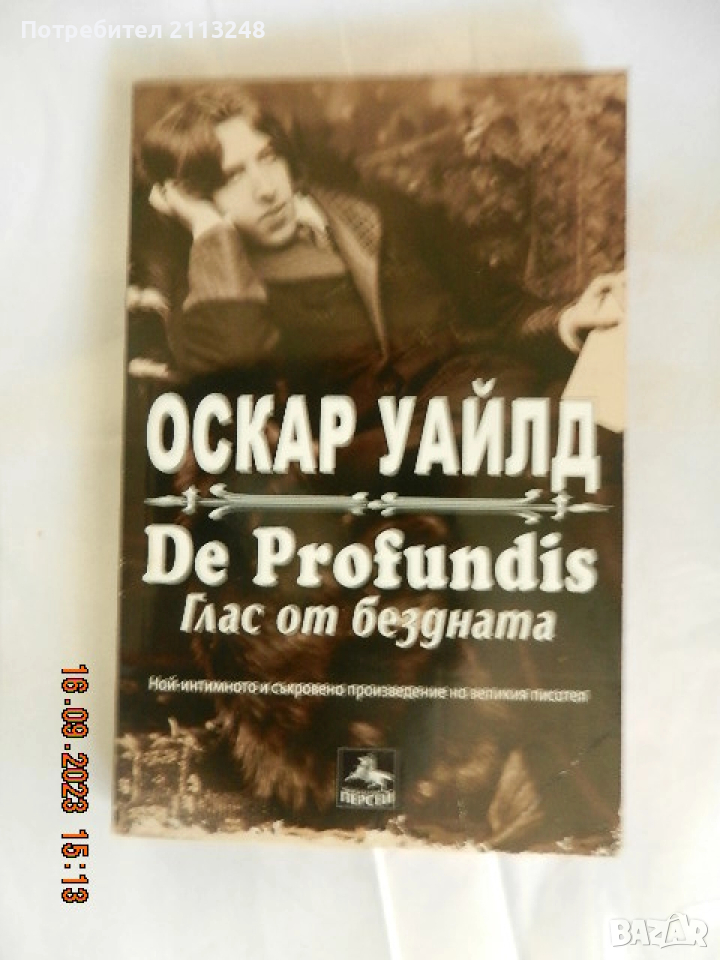 Потребител 2113248
ОСКАР УАЙЛД
De Profundis
Глас от бездната
Най-интимното и съкровено произведение на великия писател
ПЕРСЕЙ
16.09.2023 15:13
BAZAR